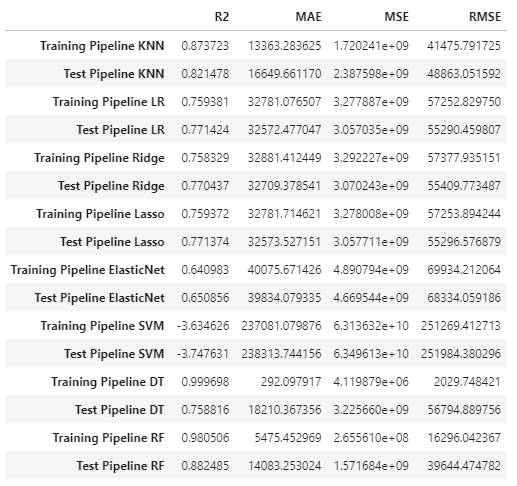 R2 MAE MSE RMSE
Training Pipeline KNN 0.873723 13363.283625 1.720241e+09 41475.791725
Test Pipeline KNN 0.821478 16649.661170 2.387598e+09 48863.051592
Training Pipeline LR 0.759381 32781.076507 3.277887e+09 57252.829750
Test Pipeline LR 0.771424 32572.477047 3.057035e+09 55290.459807
Training Pipeline Ridge 0.758329 32881.412449 3.292227e+09 57377.935151
Test Pipeline Ridge 0.770437 32709.378541 3.070243e+09 55409.773487
Training Pipeline Lasso 0.759372 32781.714621 3.278008e+09 57253.894244
Test Pipeline Lasso 0.771374 32573.527151 3.057711e+09 55296.576879
Training Pipeline ElasticNet 0.640983 40075.671426 4.890794e+09 69934.212064
Test Pipeline ElasticNet 0.650856 39834.079335 4.669544e+09 68334.059186
Training Pipeline SVM -3.634626 237081.079876 6.313632e+10 251269.412713
Test Pipeline SVM -3.747631 238313.744156 6.349613e+10 251984.380296
Training Pipeline DT 0.999698 292.097917 4.119879e+06 2029.748421
Test Pipeline DT 0.758816 18210.367356 3.225660e+09 56794.889756
Training Pipeline RF 0.980506 5475.452969 2.655610e+08 16296.042367
Test Pipeline RF 0.882485 14083.253024 1.571684e+09 39644.474782